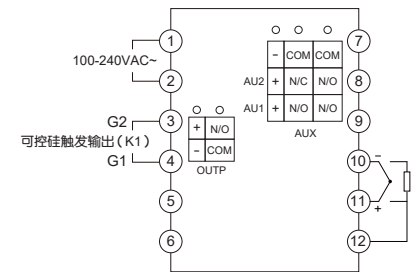 1
7
- COM COM
100-240VAC~
AU2 + N/C N/O
2
8
AU1 + N/O N/O
G2
3
+ N/O
9
AUX
可控硅触发输出（K1）
- COM
G1
4
10
−
OUTP
5
11
+
6
12